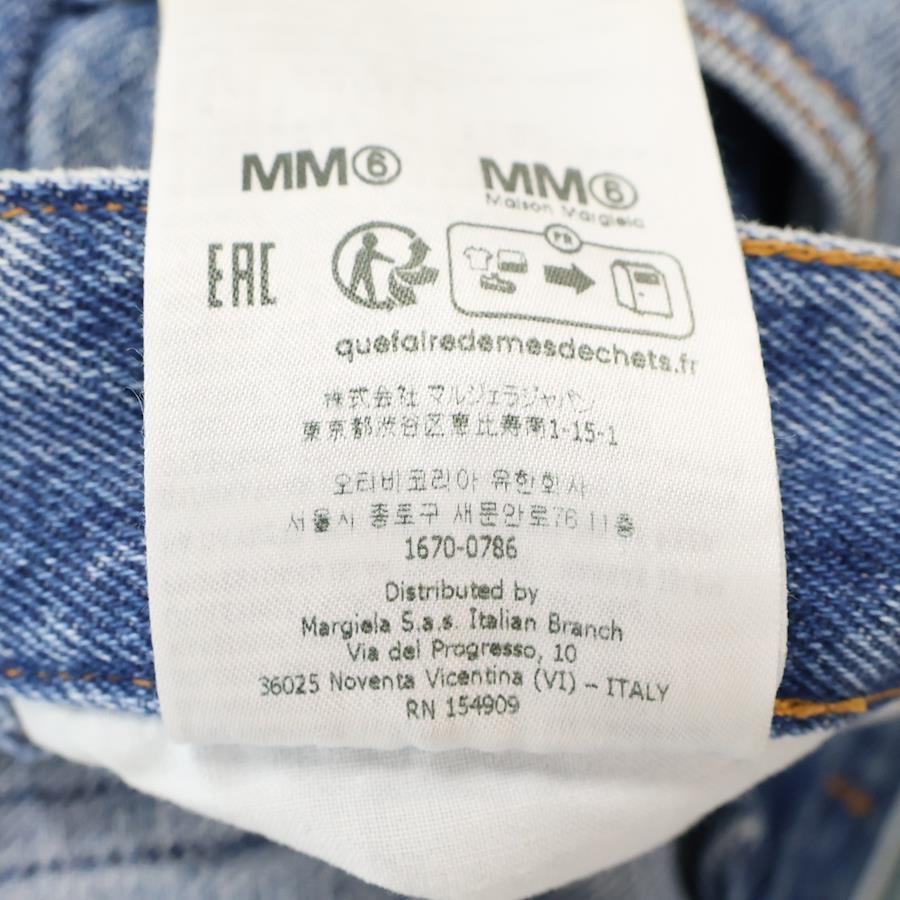 MM⑥
MM⑥
Maison Margiela
EAC
FR
quefairedemesdechets.fr
株式会社 マルジェラジャパン
東京都渋谷区恵比寿南1-15-1
오티비코리아 유한회사
서울시 종로구 새문안로76 11층
1670-0786
Distributed by
Margiela S.a.s. Italian Branch
Via del Progresso, 10
36025 Noventa Vicentina (VI) – ITALY
RN 154909